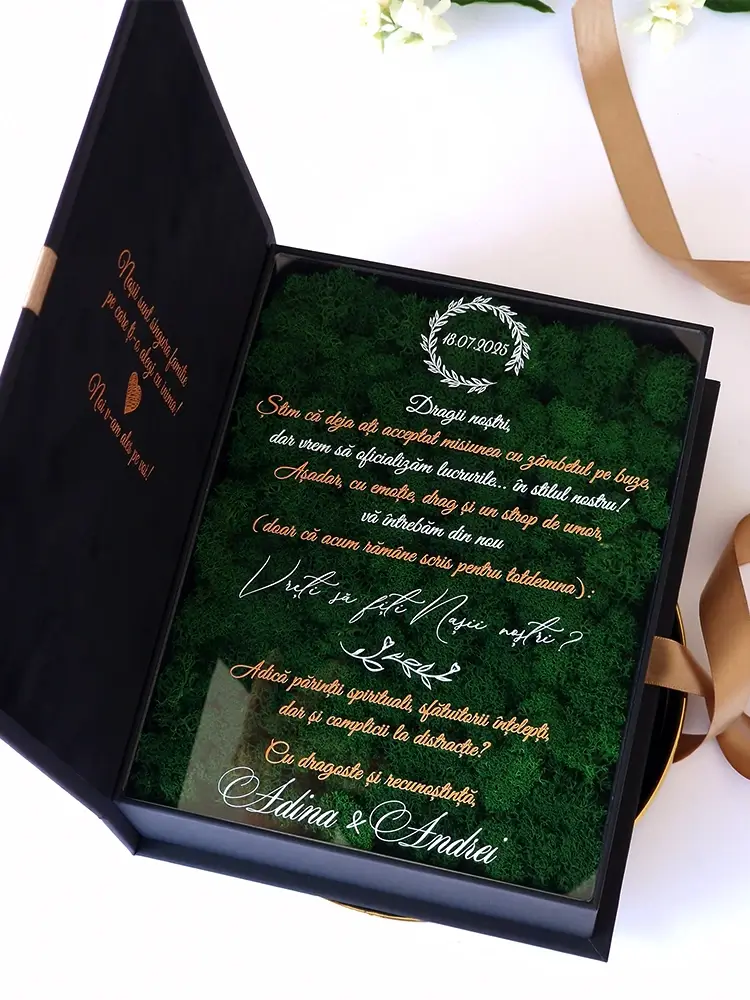 Nașii sunt singura familie
pe care ți-o alegi cu inima!
Noi v-am ales pe voi!
18.07.2025
Dragii noștri,
Știm că deja ați acceptat misiunea cu zâmbetul pe buze,
dar vrem să oficializăm lucrurile... în stilul nostru!
Așadar, cu emoție, drag și un strop de umor,
vă întrebăm din nou
(doar că acum rămâne scris pentru totdeauna):
Vreți să fiți Nașii noștri?
Adică părinții spirituali, sfătuitorii înțelepți,
dar și complicii la distracție?
Cu dragoste și recunoștință,
Adina & Andrei